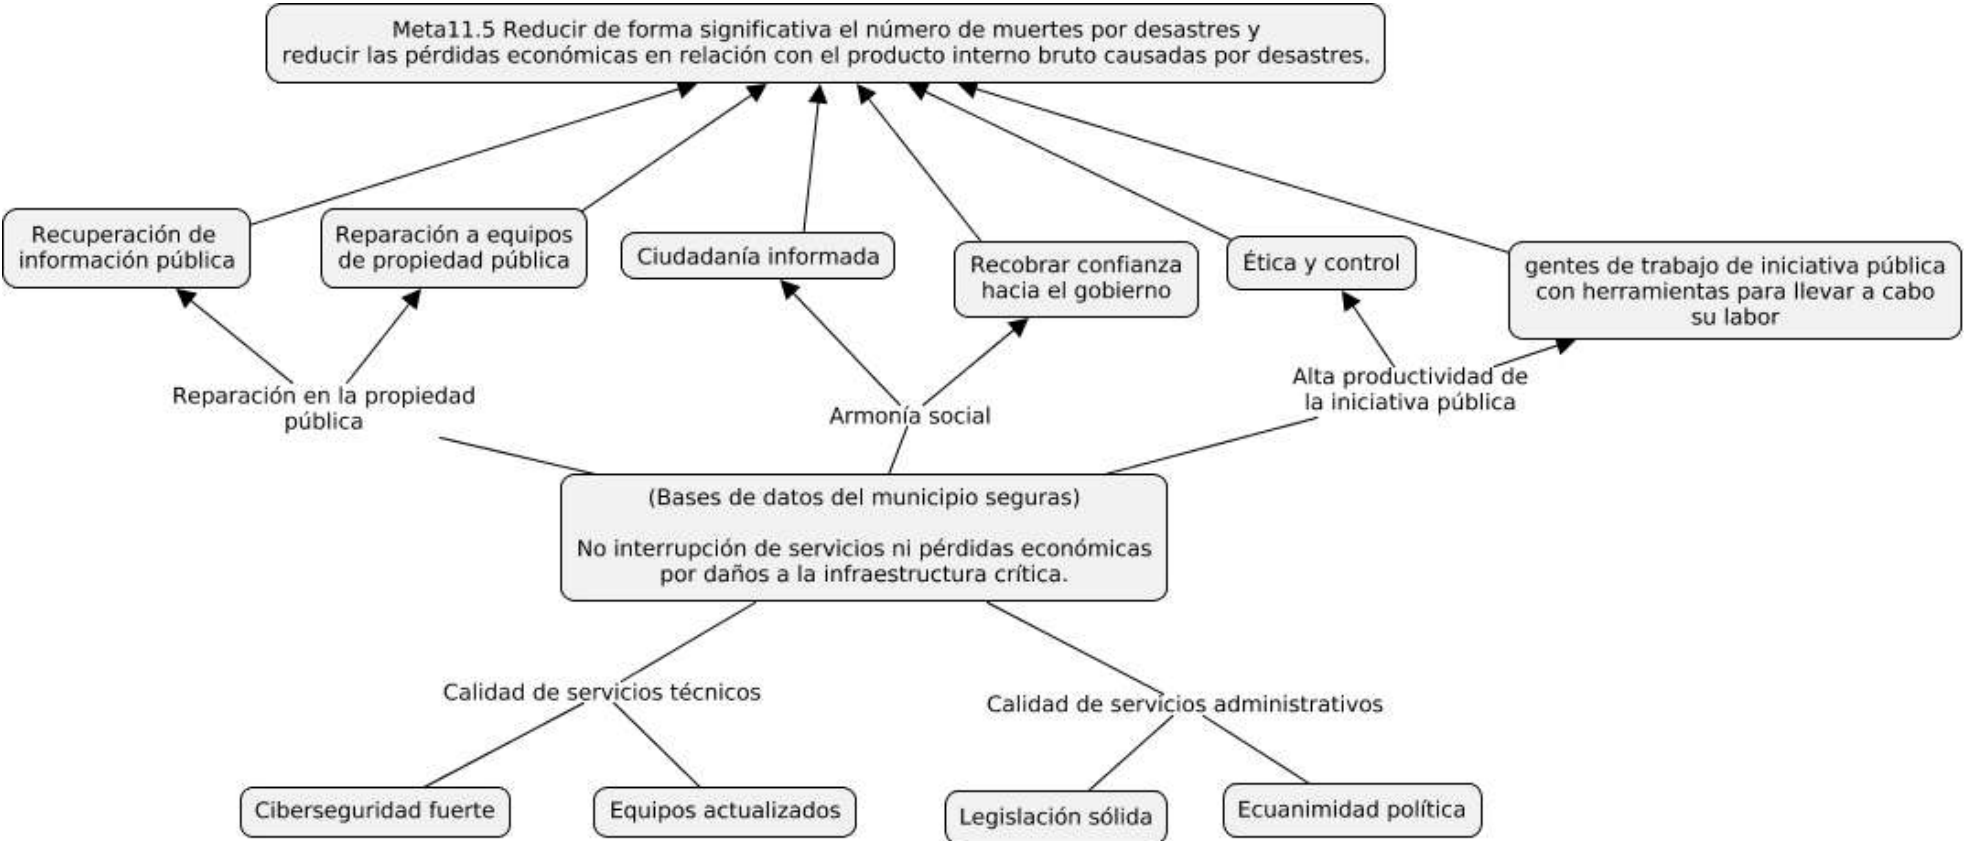 Meta11.5 Reducir de forma significativa el número de muertes por desastres y
reducir las pérdidas económicas en relación con el producto interno bruto causadas por desastres.
Recuperación de
información pública
Reparación a equipos
de propiedad pública
Ciudadanía informada
Recobrar confianza
hacia el gobierno
Ética y control
gentes de trabajo de iniciativa pública
con herramientas para llevar a cabo
su labor
Reparación en la propiedad
pública
Armonía social
Alta productividad de
la iniciativa pública
(Bases de datos del municipio seguras)
No interrupción de servicios ni pérdidas económicas
por daños a la infraestructura crítica.
Calidad de servicios técnicos
Calidad de servicios administrativos
Ciberseguridad fuerte
Equipos actualizados
Legislación sólida
Ecuanimidad política